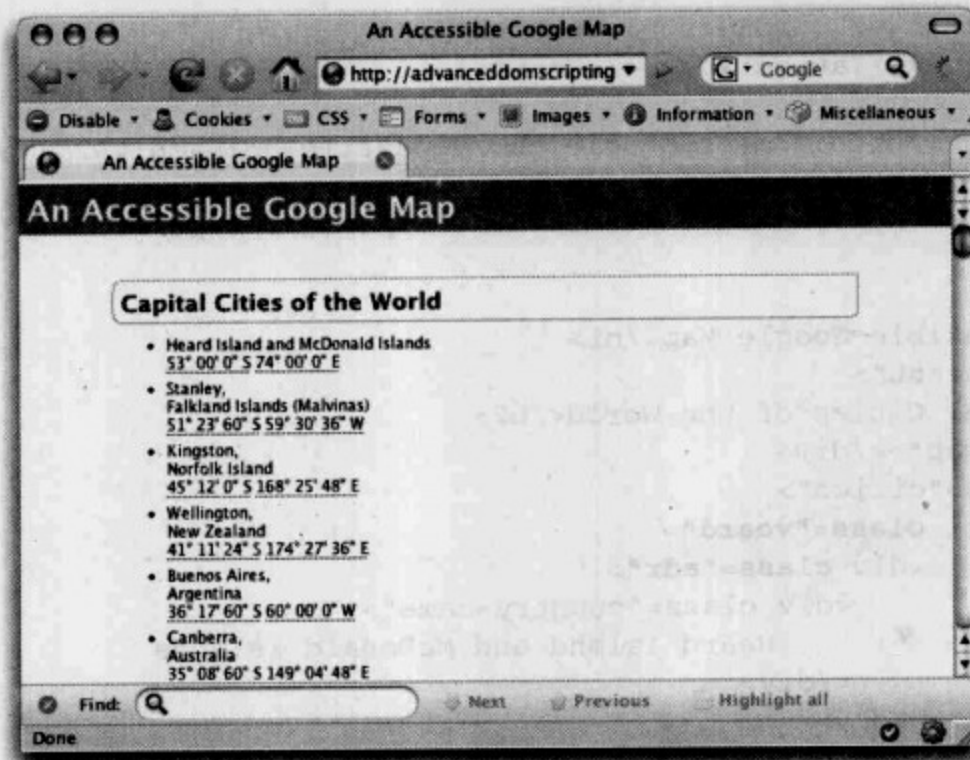 An Accessible Google Map
http://advanceddomscripting
G Google
Disable Cookies CSS Forms Images Information Miscellaneous
An Accessible Google Map
An Accessible Google Map
Capital Cities of the World
• Heard Island and McDonald Islands
53° 00' 0" S 74° 00' 0" E
• Stanley,
Falkland Islands (Malvinas)
51° 23' 60" S 59° 30' 36" W
• Kingston,
Norfolk Island
45° 12' 0" S 168° 25' 48" E
• Wellington,
New Zealand
41° 11' 24" S 174° 27' 36" E
• Buenos Aires,
Argentina
36° 17' 60" S 60° 00' 0" W
• Canberra,
Australia
35° 08' 60" S 149° 04' 48" E
Find: Next Previous Highlight all
Done